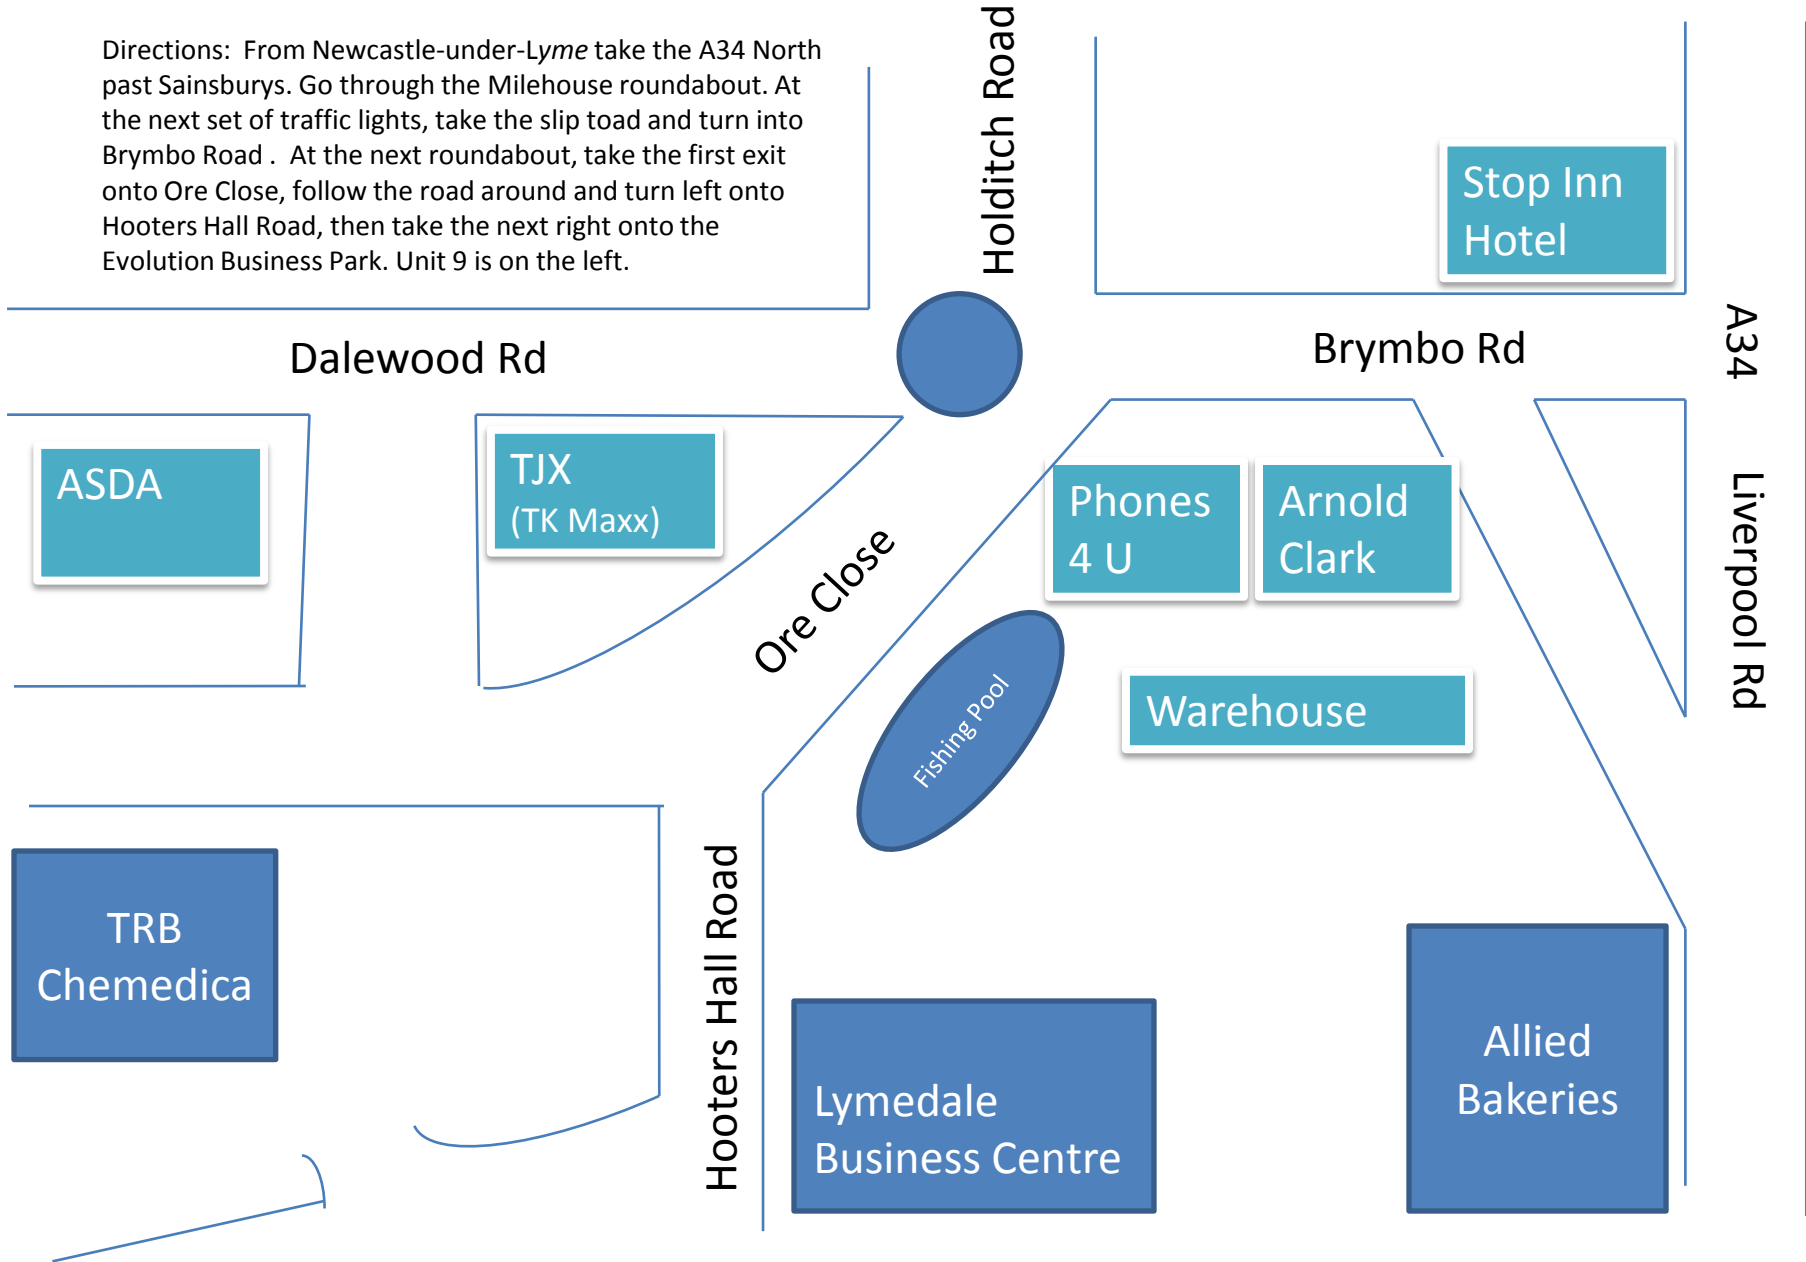 Directions:  From Newcastle-under-Lyme take the A34 North
past Sainsburys. Go through the Milehouse roundabout. At
the next set of traffic lights, take the slip toad and turn into
Brymbo Road .  At the next roundabout, take the first exit
onto Ore Close, follow the road around and turn left onto
Hooters Hall Road, then take the next right onto the
Evolution Business Park. Unit 9 is on the left.
Holditch Road
Stop Inn
Hotel
Dalewood Rd
Brymbo Rd
A34
ASDA
TJX
(TK Maxx)
Ore Close
Phones
4 U
Arnold
Clark
Liverpool Rd
Fishing Pool
Warehouse
TRB
Chemedica
Hooters Hall Road
Lymedale
Business Centre
Allied
Bakeries